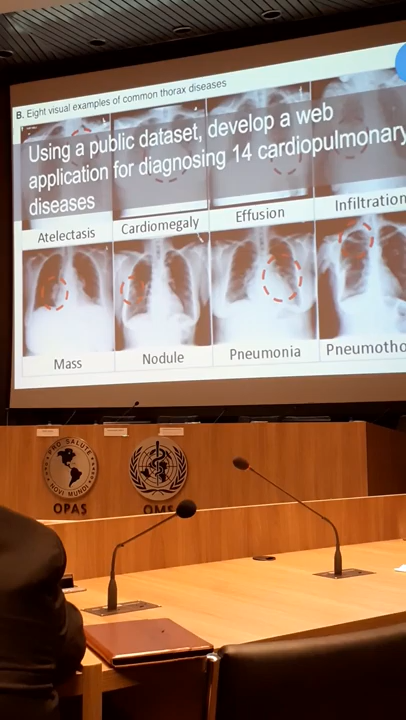 B. Eight visual examples of common thorax diseases
Using a public dataset, develop a web
application for diagnosing 14 cardiopulmonary
diseases
Atelectasis
Cardiomegaly
Effusion
Infiltration
Mass
Nodule
Pneumonia
Pneumotho
PRO SALUTE
NOVI MUNDI
OPAS
OMS